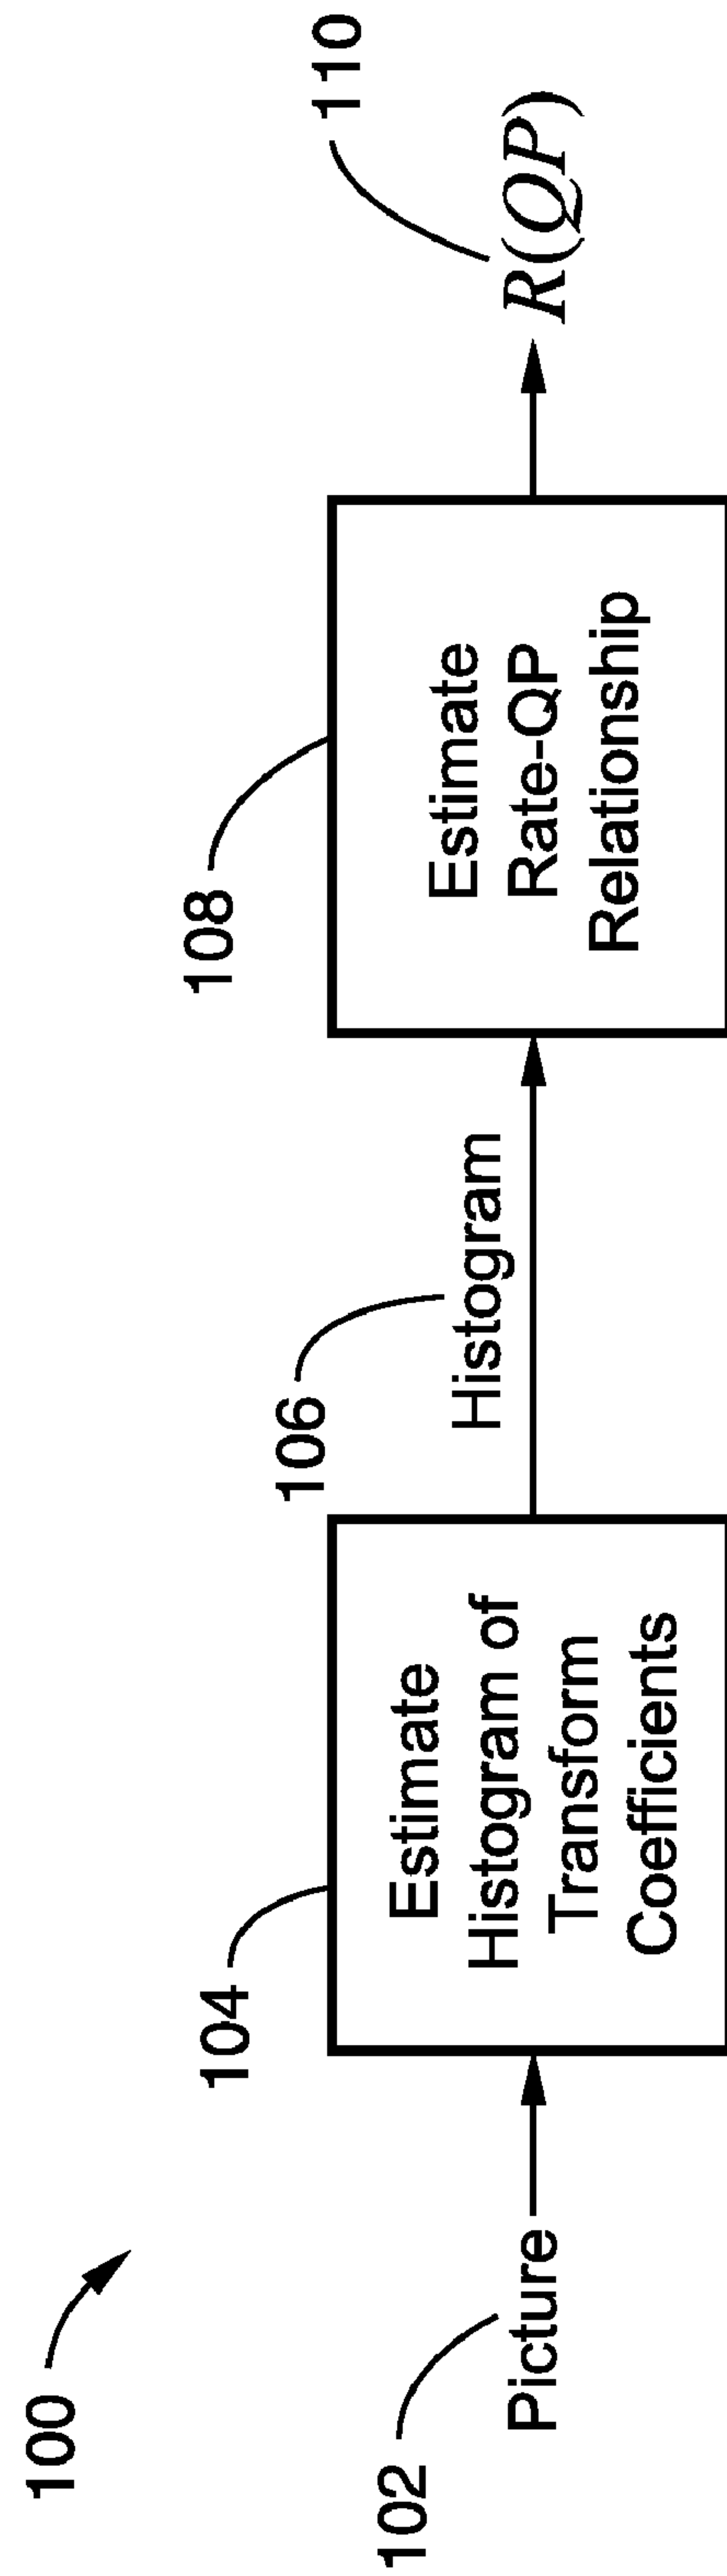 100
102
Picture
104
Estimate
Histogram of
Transform
Coefficients
106
Histogram
108
Estimate
Rate-QP
Relationship
110
R(QP)